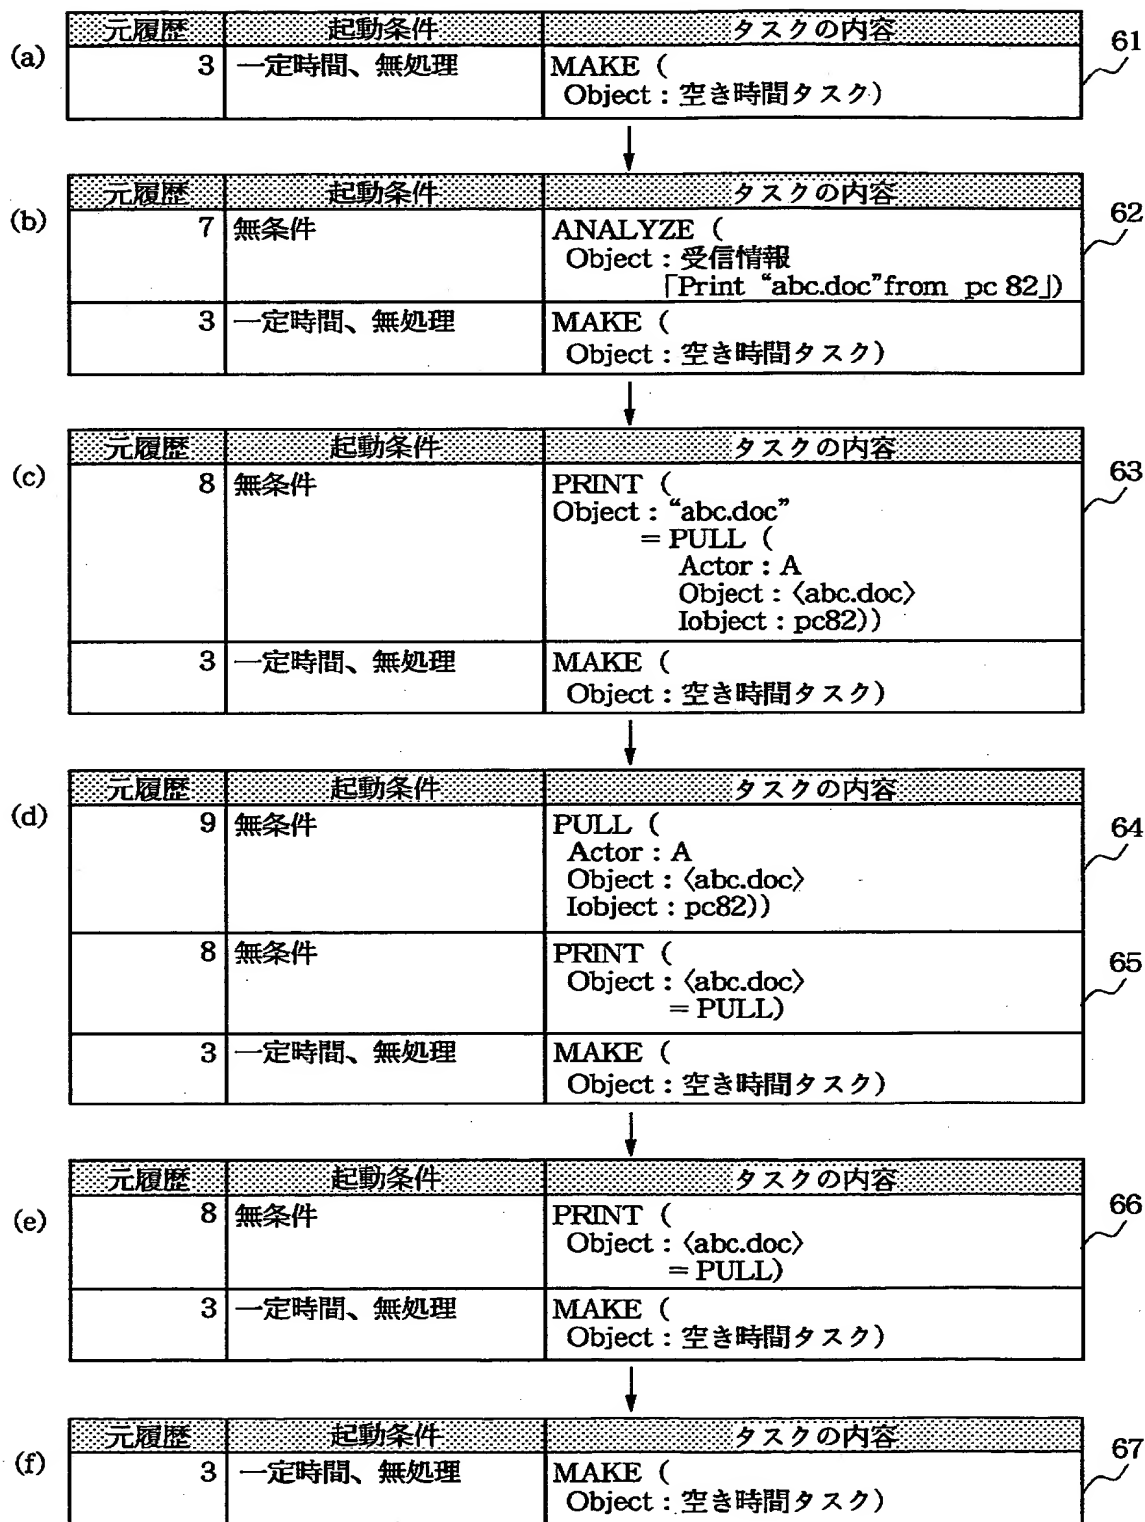 元履歴 起動条件 タスクの内容
(a) 3 一定時間、無処理 MAKE (
Object : 空き時間タスク)
61
元履歴 起動条件 タスクの内容
(b) 7 無条件 ANALYZE (
Object : 受信情報
「Print “abc.doc”from pc 82」)
62
3 一定時間、無処理 MAKE (
Object : 空き時間タスク)
元履歴 起動条件 タスクの内容
(c) 8 無条件 PRINT (
Object : “abc.doc”
= PULL (
Actor : A
Object : 〈abc.doc〉
Iobject : pc82))
63
3 一定時間、無処理 MAKE (
Object : 空き時間タスク)
元履歴 起動条件 タスクの内容
(d) 9 無条件 PULL (
Actor : A
Object : 〈abc.doc〉
Iobject : pc82))
64
8 無条件 PRINT (
Object : 〈abc.doc〉
= PULL)
65
3 一定時間、無処理 MAKE (
Object : 空き時間タスク)
元履歴 起動条件 タスクの内容
(e) 8 無条件 PRINT (
Object : 〈abc.doc〉
= PULL)
66
3 一定時間、無処理 MAKE (
Object : 空き時間タスク)
元履歴 起動条件 タスクの内容
(f) 3 一定時間、無処理 MAKE (
Object : 空き時間タスク)
67